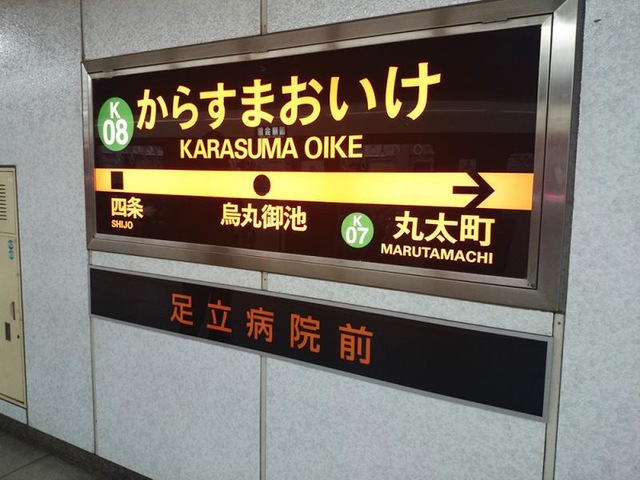 K
08
からすまおいけ
KARASUMA OIKE
四条
SHIJO
烏丸御池
K
07
丸太町
MARUTAMACHI
足立病院前